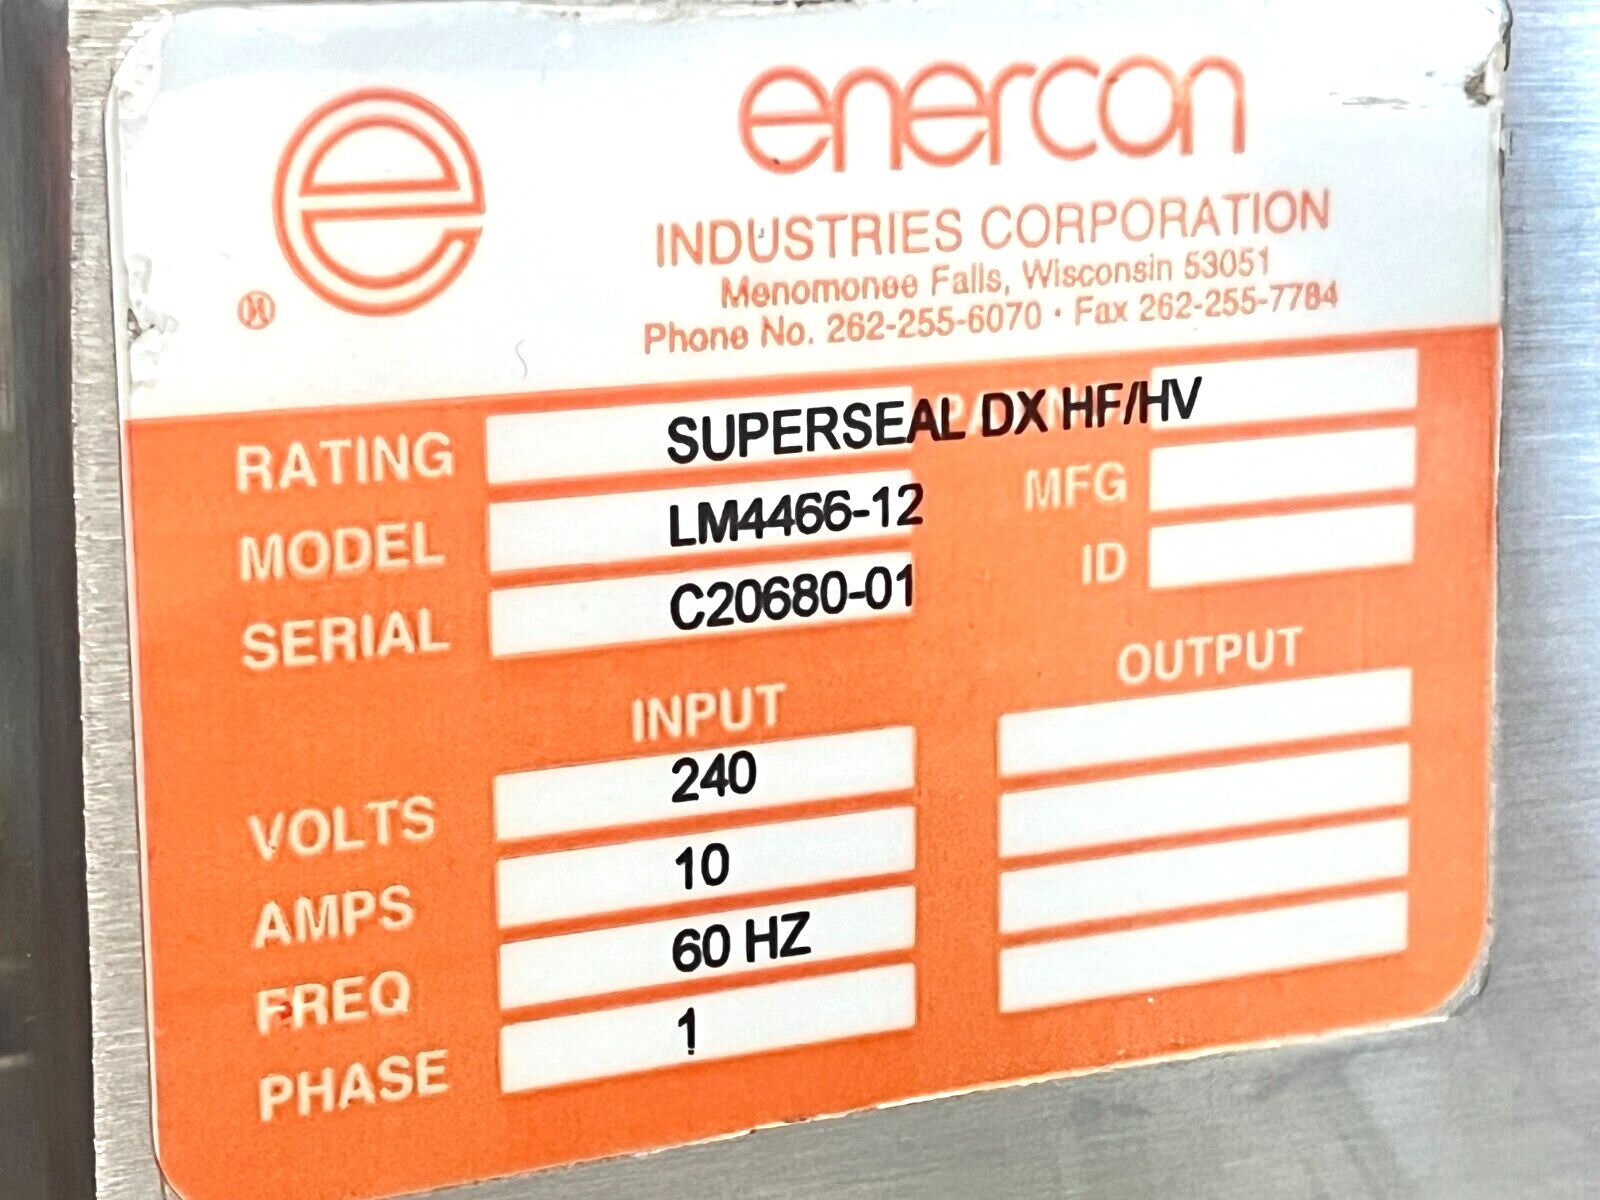 e
®
enercon
INDUSTRIES CORPORATION
Menomonee Falls, Wisconsin 53051
Phone No. 262-255-6070 · Fax 262-255-7784
RATING SUPERSEAL DX HF/HV
MODEL LM4466-12 MFG
SERIAL C20680-01 ID
INPUT OUTPUT
VOLTS 240
AMPS 10
FREQ 60 HZ
PHASE 1